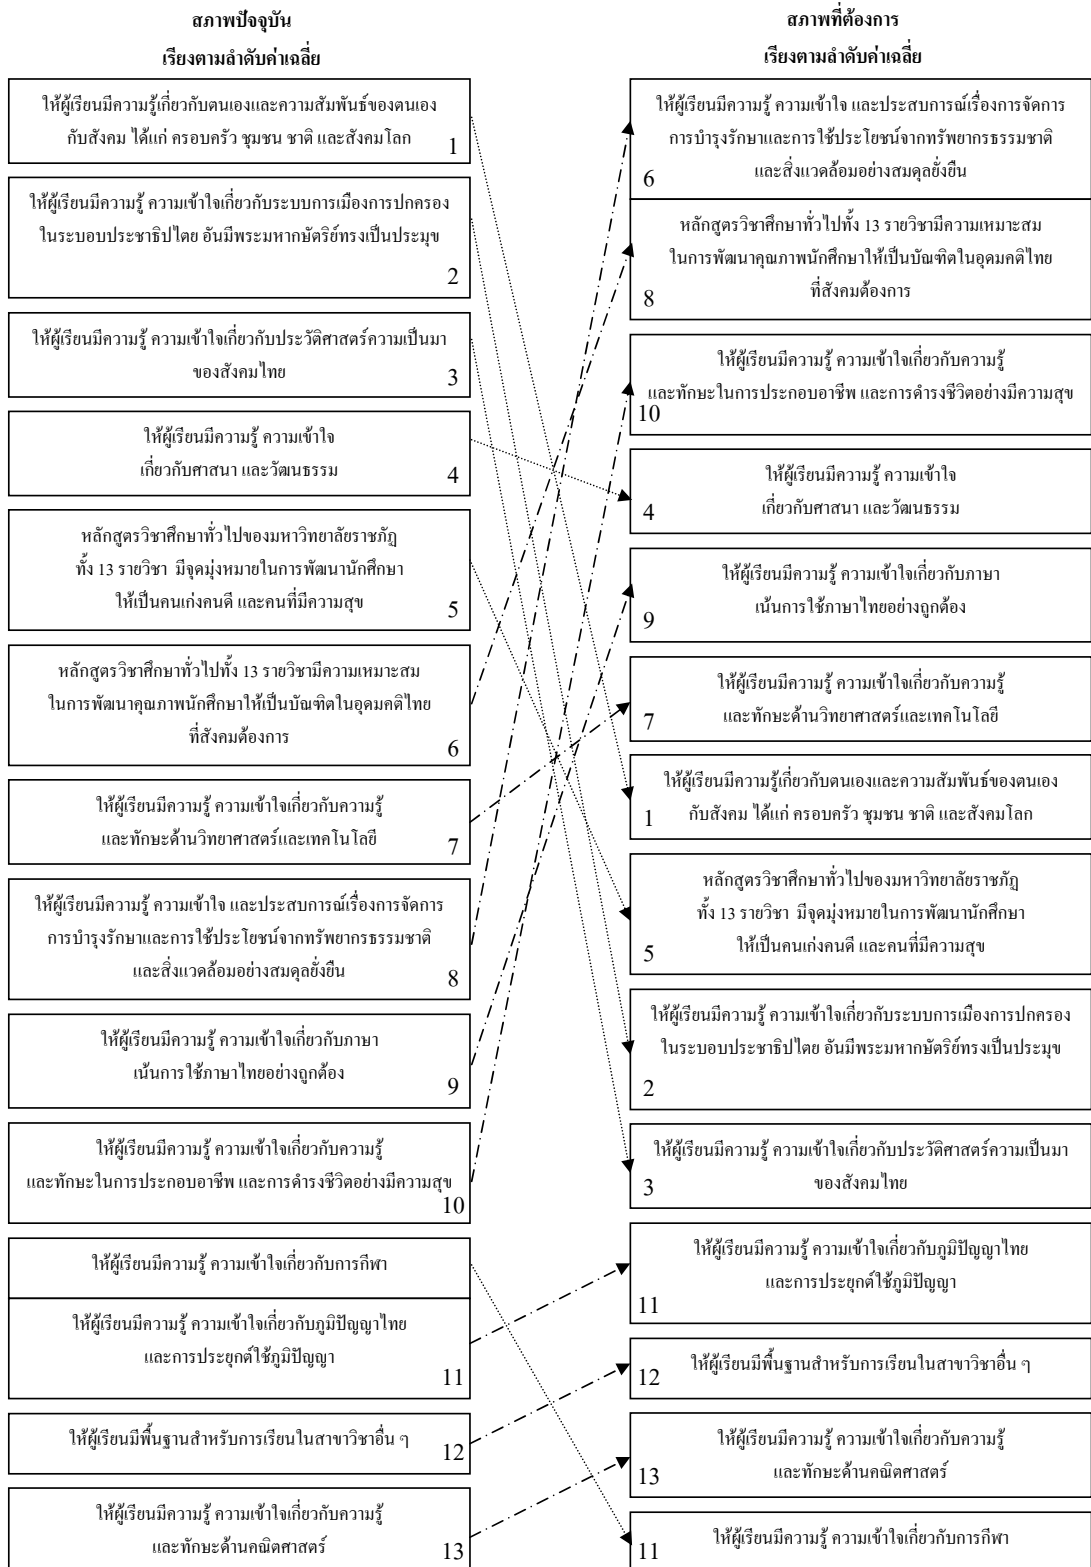 สภาพปัจจุบัน
เรียงตามลำดับค่าเฉลี่ย
ให้ผู้เรียนมีความรู้เกี่ยวกับตนเองและความสัมพันธ์ของตนเอง
กับสังคม ได้แก่ ครอบครัว ชุมชน ชาติ และสังคมโลก
1
ให้ผู้เรียนมีความรู้ ความเข้าใจเกี่ยวกับระบบการเมืองการปกครอง
ในระบอบประชาธิปไตย อันมีพระมหากษัตริย์ทรงเป็นประมุข
2
ให้ผู้เรียนมีความรู้ ความเข้าใจเกี่ยวกับประวัติศาสตร์ความเป็นมา
ของสังคมไทย
3
ให้ผู้เรียนมีความรู้ ความเข้าใจ
เกี่ยวกับศาสนา และวัฒนธรรม
4
หลักสูตรวิชาศึกษาทั่วไปของมหาวิทยาลัยราชภัฏ
ทั้ง 13 รายวิชา มีจุดมุ่งหมายในการพัฒนานักศึกษา
ให้เป็นคนเก่งคนดี และคนที่มีความสุข
5
หลักสูตรวิชาศึกษาทั่วไปทั้ง 13 รายวิชามีความเหมาะสม
ในการพัฒนาคุณภาพนักศึกษาให้เป็นบัณฑิตในอุดมคติไทย
ที่สังคมต้องการ
6
ให้ผู้เรียนมีความรู้ ความเข้าใจเกี่ยวกับความรู้
และทักษะด้านวิทยาศาสตร์และเทคโนโลยี
7
ให้ผู้เรียนมีความรู้ ความเข้าใจ และประสบการณ์เรื่องการจัดการ
การบำรุงรักษาและการใช้ประโยชน์จากทรัพยากรธรรมชาติ
และสิ่งแวดล้อมอย่างสมดุลยั่งยืน
8
ให้ผู้เรียนมีความรู้ ความเข้าใจเกี่ยวกับภาษา
เน้นการใช้ภาษาไทยอย่างถูกต้อง
9
ให้ผู้เรียนมีความรู้ ความเข้าใจเกี่ยวกับความรู้
และทักษะในการประกอบอาชีพ และการดำรงชีวิตอย่างมีความสุข
10
ให้ผู้เรียนมีความรู้ ความเข้าใจเกี่ยวกับการกีฬา
ให้ผู้เรียนมีความรู้ ความเข้าใจเกี่ยวกับภูมิปัญญาไทย
และการประยุกต์ใช้ภูมิปัญญา
11
ให้ผู้เรียนมีพื้นฐานสำหรับการเรียนในสาขาวิชาอื่น ๆ
12
ให้ผู้เรียนมีความรู้ ความเข้าใจเกี่ยวกับความรู้
และทักษะด้านคณิตศาสตร์
13
สภาพที่ต้องการ
เรียงตามลำดับค่าเฉลี่ย
ให้ผู้เรียนมีความรู้ ความเข้าใจ และประสบการณ์เรื่องการจัดการ
การบำรุงรักษาและการใช้ประโยชน์จากทรัพยากรธรรมชาติ
และสิ่งแวดล้อมอย่างสมดุลยั่งยืน
6
หลักสูตรวิชาศึกษาทั่วไปทั้ง 13 รายวิชามีความเหมาะสม
ในการพัฒนาคุณภาพนักศึกษาให้เป็นบัณฑิตในอุดมคติไทย
ที่สังคมต้องการ
8
ให้ผู้เรียนมีความรู้ ความเข้าใจเกี่ยวกับความรู้
และทักษะในการประกอบอาชีพ และการดำรงชีวิตอย่างมีความสุข
10
ให้ผู้เรียนมีความรู้ ความเข้าใจ
เกี่ยวกับศาสนา และวัฒนธรรม
4
ให้ผู้เรียนมีความรู้ ความเข้าใจเกี่ยวกับภาษา
เน้นการใช้ภาษาไทยอย่างถูกต้อง
9
ให้ผู้เรียนมีความรู้ ความเข้าใจเกี่ยวกับความรู้
และทักษะด้านวิทยาศาสตร์และเทคโนโลยี
7
ให้ผู้เรียนมีความรู้เกี่ยวกับตนเองและความสัมพันธ์ของตนเอง
กับสังคม ได้แก่ ครอบครัว ชุมชน ชาติ และสังคมโลก
1
หลักสูตรวิชาศึกษาทั่วไปของมหาวิทยาลัยราชภัฏ
ทั้ง 13 รายวิชา มีจุดมุ่งหมายในการพัฒนานักศึกษา
ให้เป็นคนเก่งคนดี และคนที่มีความสุข
5
ให้ผู้เรียนมีความรู้ ความเข้าใจเกี่ยวกับระบบการเมืองการปกครอง
ในระบอบประชาธิปไตย อันมีพระมหากษัตริย์ทรงเป็นประมุข
2
ให้ผู้เรียนมีความรู้ ความเข้าใจเกี่ยวกับประวัติศาสตร์ความเป็นมา
ของสังคมไทย
3
ให้ผู้เรียนมีความรู้ ความเข้าใจเกี่ยวกับภูมิปัญญาไทย
และการประยุกต์ใช้ภูมิปัญญา
11
ให้ผู้เรียนมีพื้นฐานสำหรับการเรียนในสาขาวิชาอื่น ๆ
12
ให้ผู้เรียนมีความรู้ ความเข้าใจเกี่ยวกับความรู้
และทักษะด้านคณิตศาสตร์
13
ให้ผู้เรียนมีความรู้ ความเข้าใจเกี่ยวกับการกีฬา
11